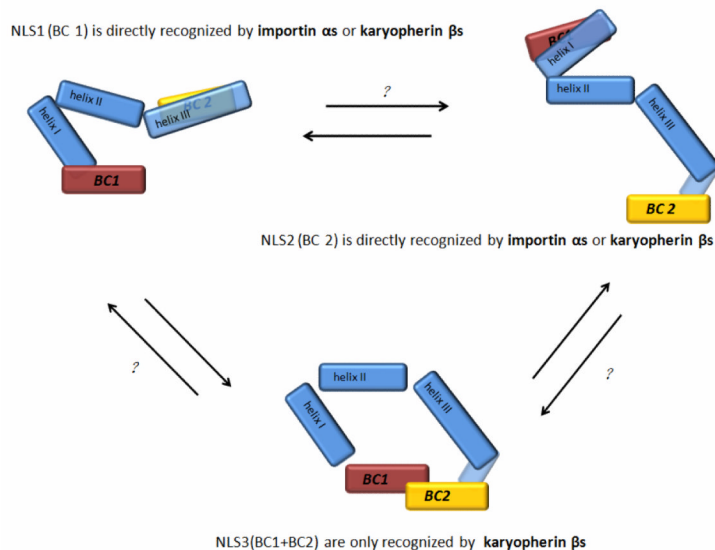 NLS1 (BC 1) is directly recognized by importin αs or karyopherin βs
helix I
helix II
helix III
BC 2
BC1
?
BC1
helix I
helix II
helix III
BC 2
NLS2 (BC 2) is directly recognized by importin αs or karyopherin βs
?
?
helix I
helix II
helix III
BC1
BC2
NLS3(BC1+BC2) are only recognized by karyopherin βs